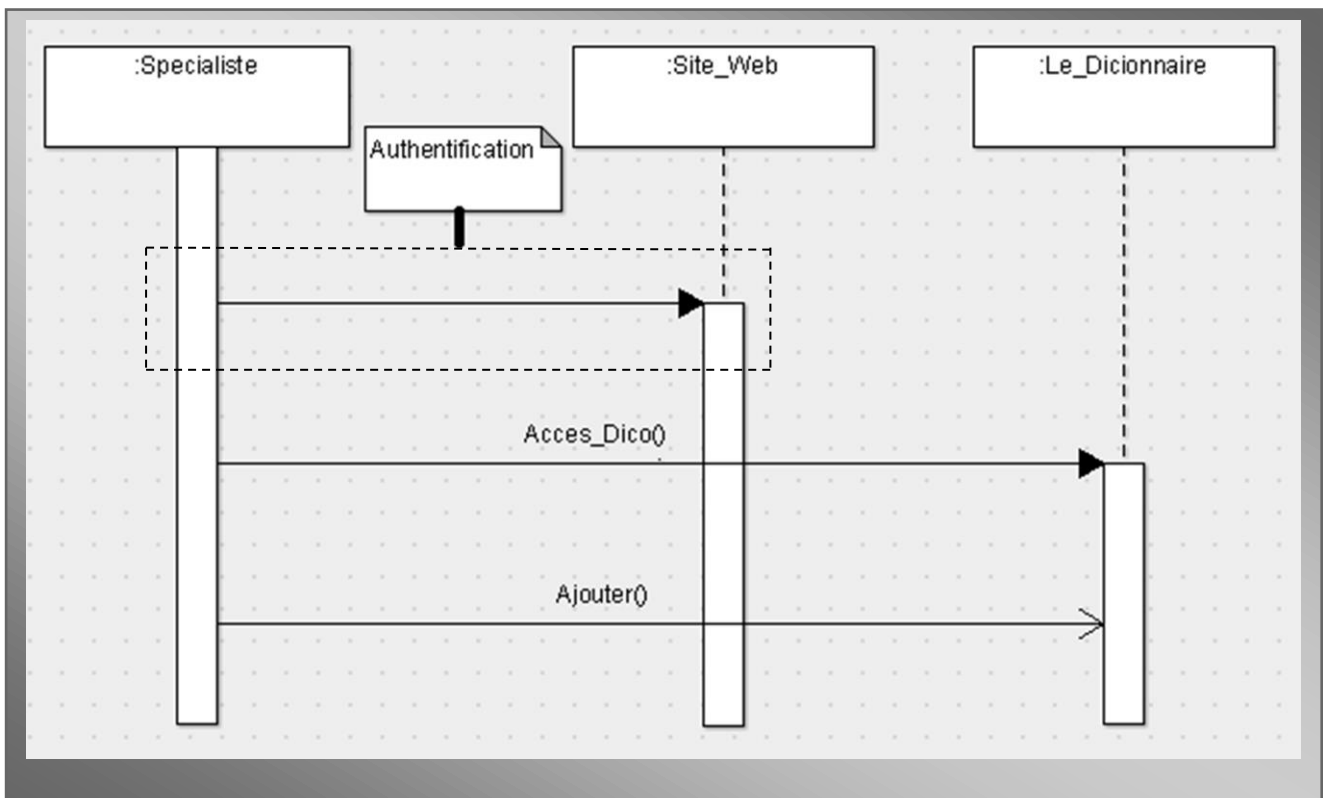 :Specialiste
:Site_Web
:Le_Dicionnaire
Authentification
Acces_Dico()
Ajouter()